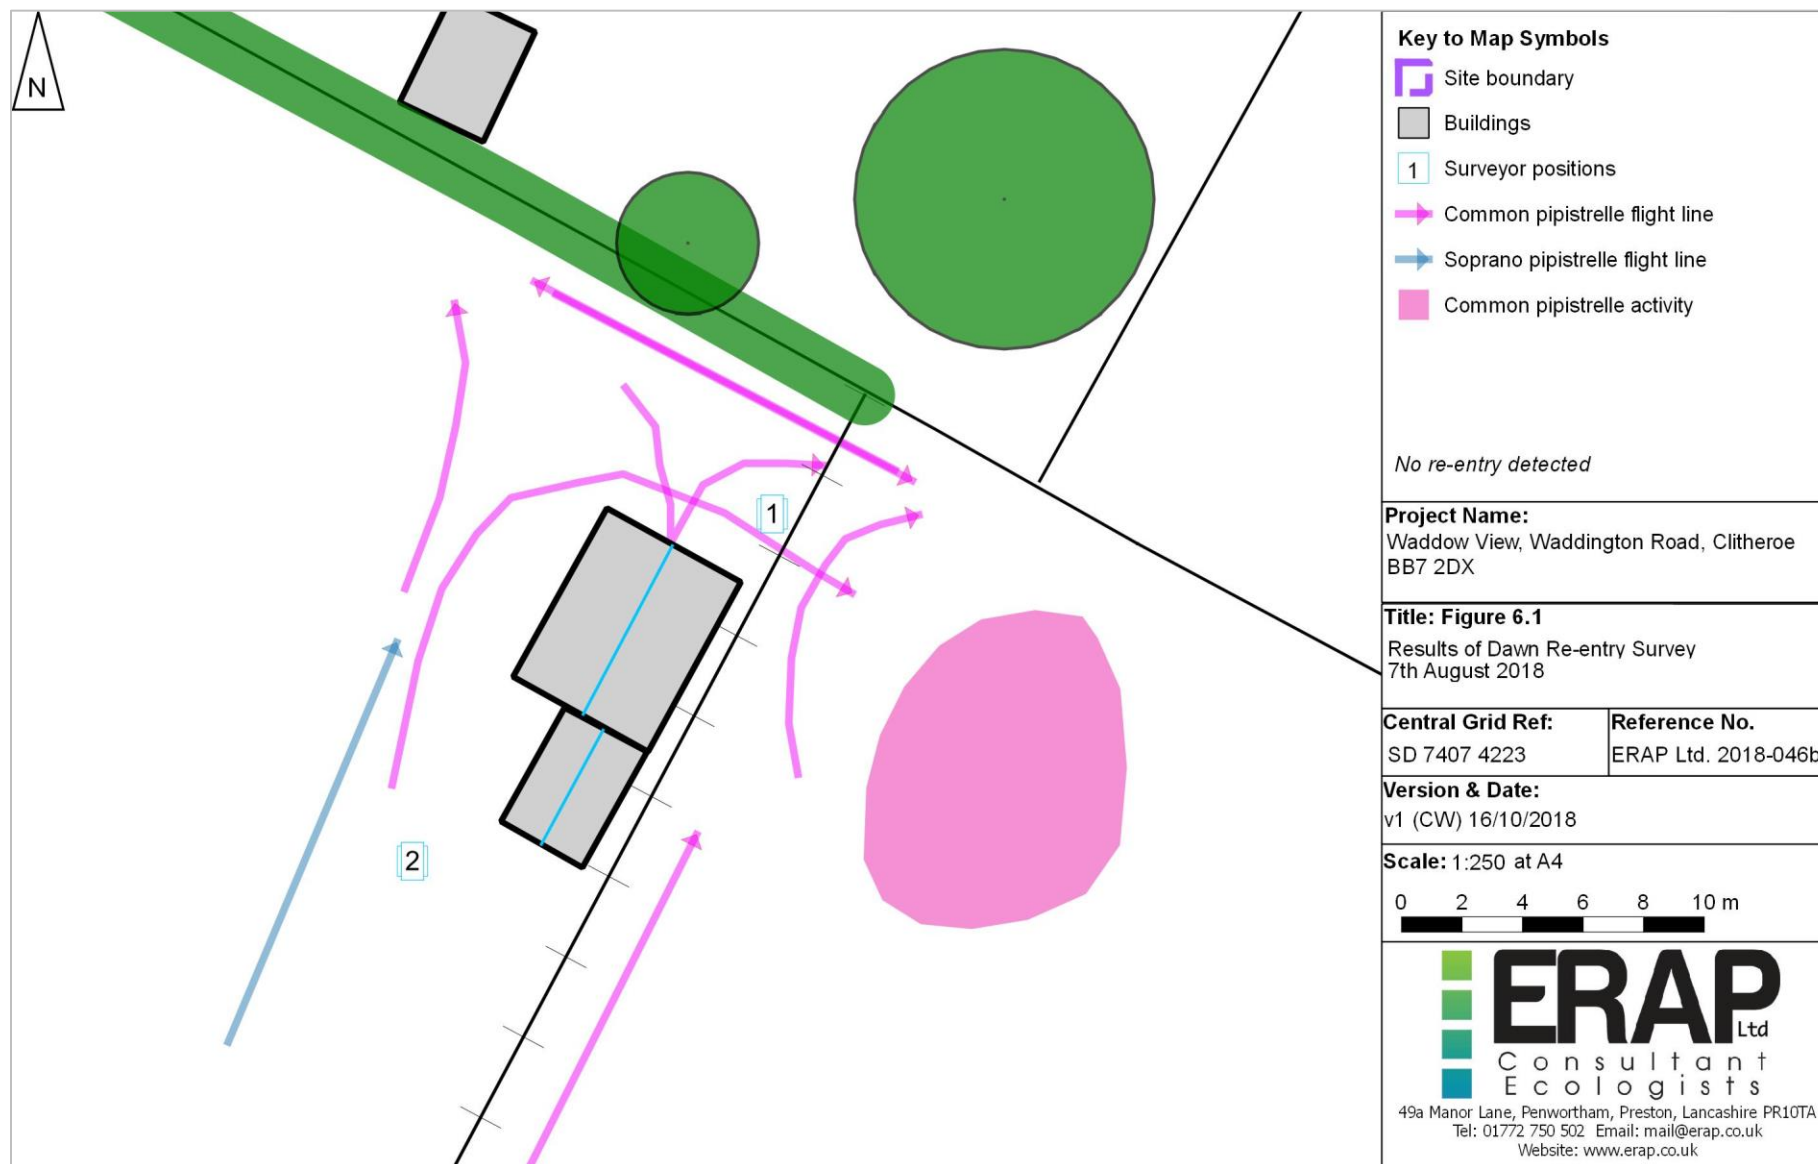 N
1
2
Key to Map Symbols
Site boundary
Buildings
1 Surveyor positions
Common pipistrelle flight line
Soprano pipistrelle flight line
Common pipistrelle activity
No re-entry detected
Project Name:
Waddow View, Waddington Road, Clitheroe
BB7 2DX
Title: Figure 6.1
Results of Dawn Re-entry Survey
7th August 2018
Central Grid Ref:
SD 7407 4223
Reference No.
ERAP Ltd. 2018-046b
Version & Date:
v1 (CW) 16/10/2018
Scale: 1:250 at A4
0 2 4 6 8 10 m
ERAP Ltd
Consultant
Ecologists
49a Manor Lane, Penwortham, Preston, Lancashire PR10TA
Tel: 01772 750 502 Email: mail@erap.co.uk
Website: www.erap.co.uk